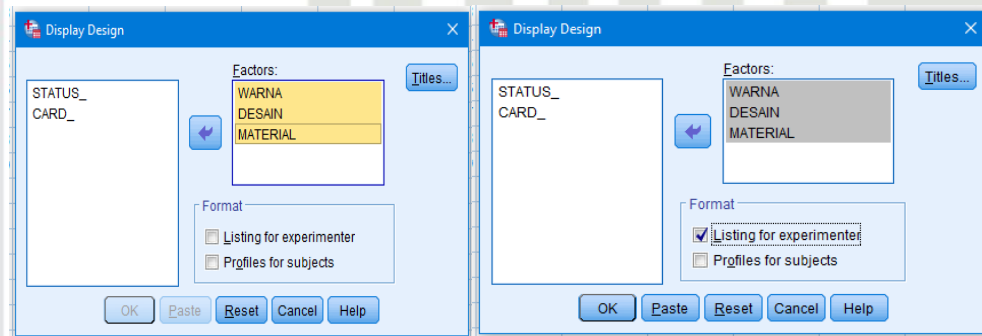 Display Design
Factors:
Titles...
STATUS_
CARD_
WARNA
DESAIN
MATERIAL
Format
Listing for experimenter
Profiles for subjects
OK Paste Reset Cancel Help
Display Design
Factors:
Titles...
STATUS_
CARD_
WARNA
DESAIN
MATERIAL
Format
Listing for experimenter
Profiles for subjects
OK Paste Reset Cancel Help